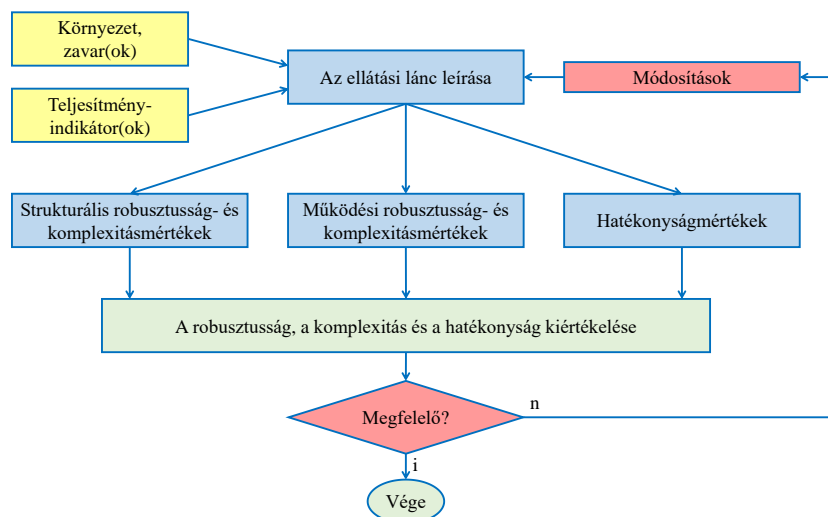 Környezet,
zavar(ok)
Az ellátási lánc leírása
Módosítások
Teljesítmény-
indikátor(ok)
Strukturális robusztusság- és
komplexitásmértékek
Működési robusztusság- és
komplexitásmértékek
Hatékonyságmértékek
A robusztusság, a komplexitás és a hatékonyság kiértékelése
Megfelelő?
n
i
Vége